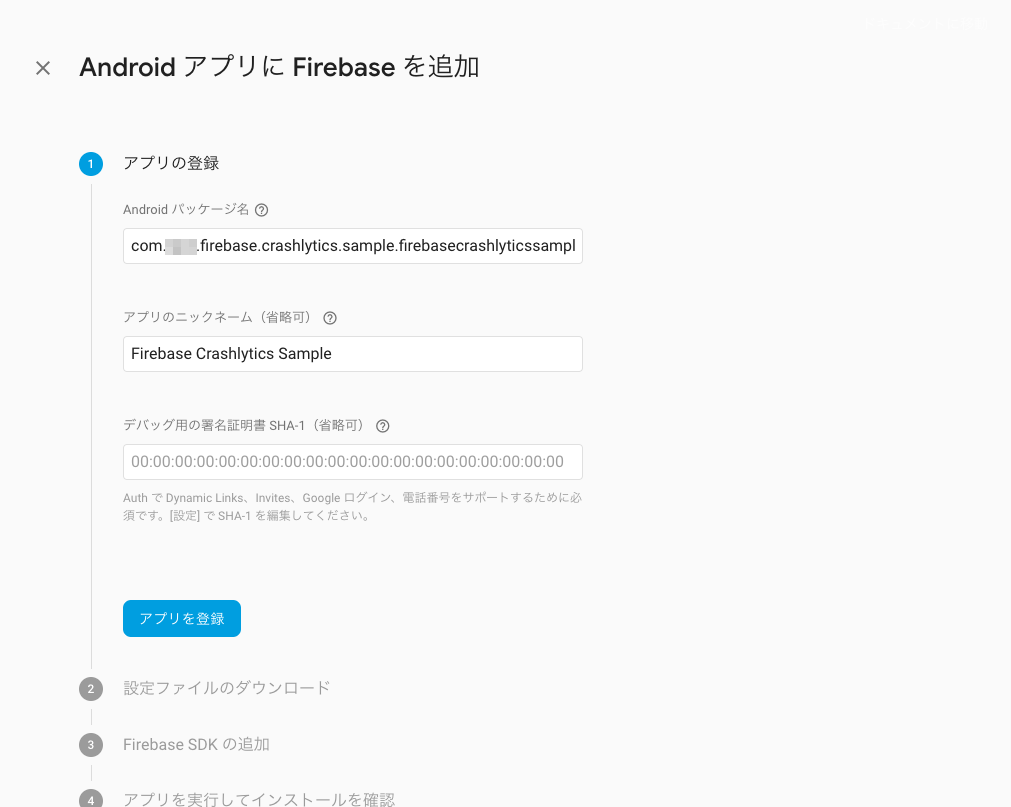 Android アプリに Firebase を追加
1 アプリの登録
Android パッケージ名 ?
com. .firebase.crashlytics.sample.firebasecrashlyticssampl
アプリのニックネーム（省略可） ?
Firebase Crashlytics Sample
デバッグ用の署名証明書 SHA-1（省略可） ?
00:00:00:00:00:00:00:00:00:00:00:00:00:00:00:00:00:00:00:00
Auth で Dynamic Links、Invites、Google ログイン、電話番号をサポートするために必
須です。[設定] で SHA-1 を編集してください。
アプリを登録
2 設定ファイルのダウンロード
3 Firebase SDK の追加
4 アプリを実行してインストールを確認